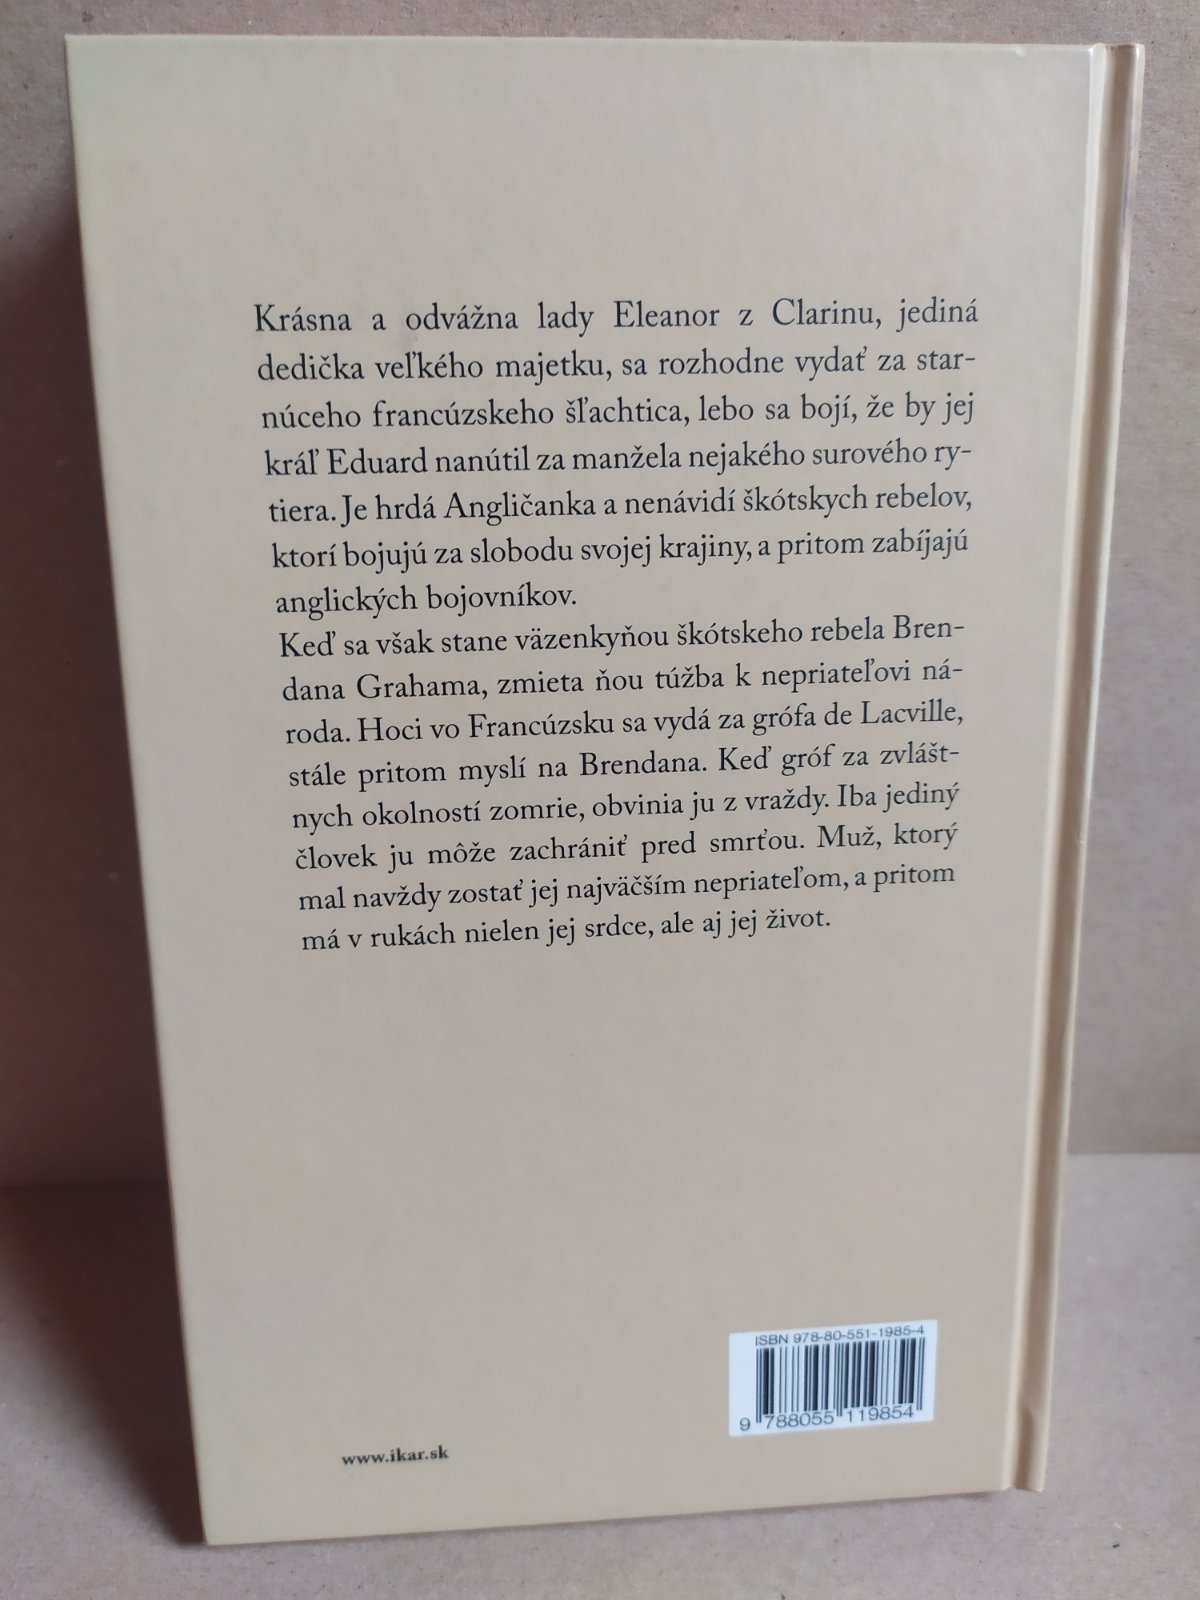 Krásna a odvážna lady Eleanor z Clarinu, jediná
dedička veľkého majetku, sa rozhodne vydať za star-
núceho francúzskeho šľachtica, lebo sa bojí, že by jej
kráľ Eduard nanútil za manžela nejakého surového ry-
tiera. Je hrdá Angličanka a nenávidí škótskych rebelov,
ktorí bojujú za slobodu svojej krajiny, a pritom zabíjajú
anglických bojovníkov.
Keď sa však stane väzenkyňou škótskeho rebela Bren-
dana Grahama, zmieta ňou túžba k nepriateľovi ná-
roda. Hoci vo Francúzsku sa vydá za grófa de Lacville,
stále pritom myslí na Brendana. Keď gróf za zvlášt-
nych okolností zomrie, obvinia ju z vraždy. Iba jediný
človek ju môže zachrániť pred smrťou. Muž, ktorý
mal navždy zostať jej najväčším nepriateľom, a pritom
má v rukách nielen jej srdce, ale aj jej život.
ISBN 978-80-551-1985-4
9 788055 119854
www.ikar.sk